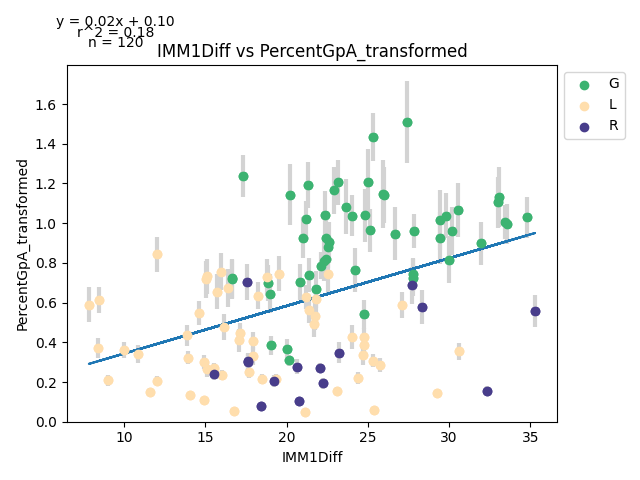 y = 0.02x + 0.10
r^2 = 0.18
n = 120
IMM1Diff vs PercentGpA_transformed
G
L
R
1.6
1.4
1.2
1.0
0.8
0.6
0.4
0.2
0.0
PercentGpA_transformed
10 15 20 25 30 35
IMM1Diff